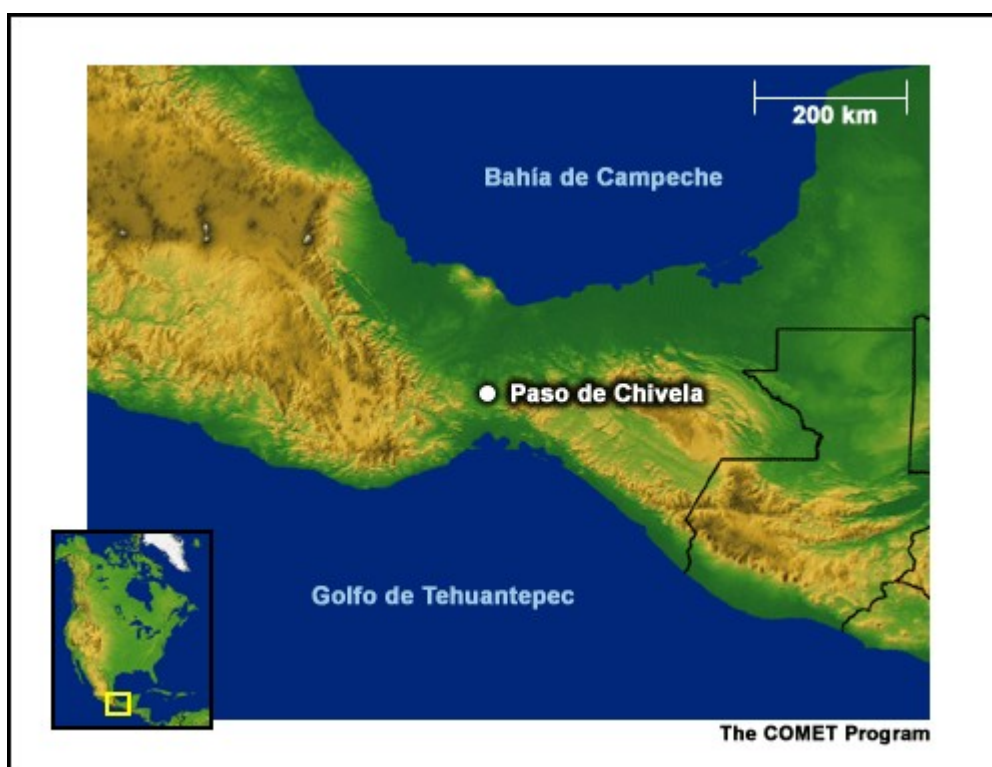 200 km
Bahía de Campeche
Paso de Chivela
Golfo de Tehuantepec
The COMET Program